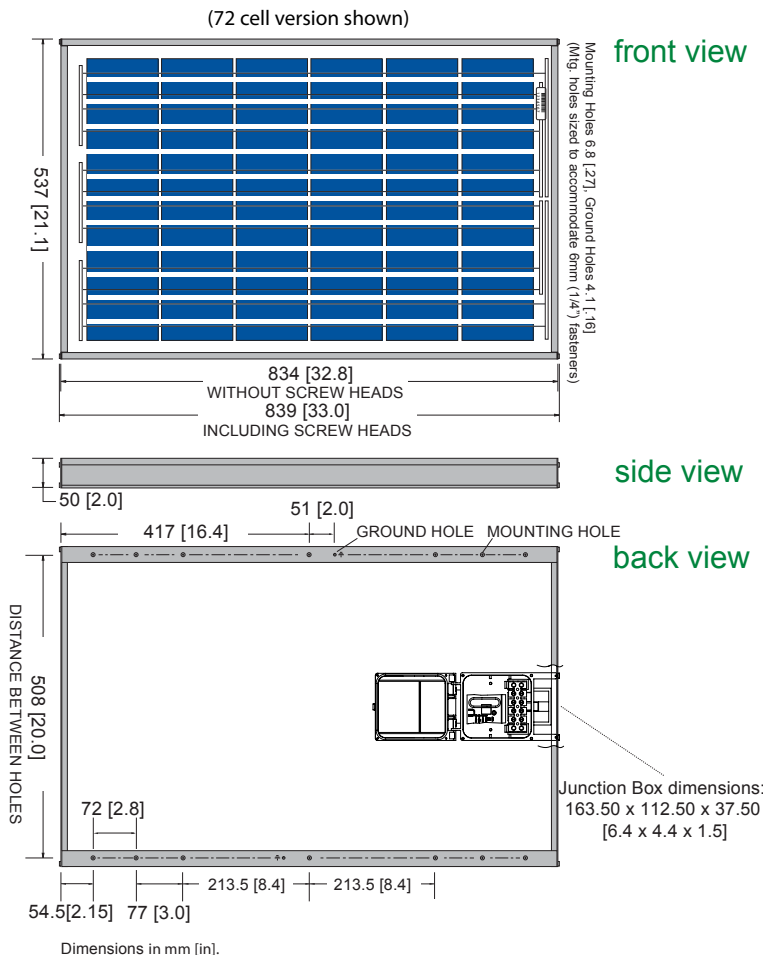 (72 cell version shown)
front view
537 [21.1]
Mounting Holes 6.8 [.27], Ground Holes 4.1 [.16]
(Mtg. holes sized to accommodate 6mm (1/4") fasteners)
834 [32.8]
WITHOUT SCREW HEADS
839 [33.0]
INCLUDING SCREW HEADS
side view
50 [2.0]
51 [2.0]
417 [16.4]
GROUND HOLE
MOUNTING HOLE
back view
508 [20.0]
DISTANCE BETWEEN HOLES
Junction Box dimensions:
163.50 x 112.50 x 37.50
[6.4 x 4.4 x 1.5]
72 [2.8]
213.5 [8.4]
213.5 [8.4]
54.5[2.15]
77 [3.0]
Dimensions in mm [in].